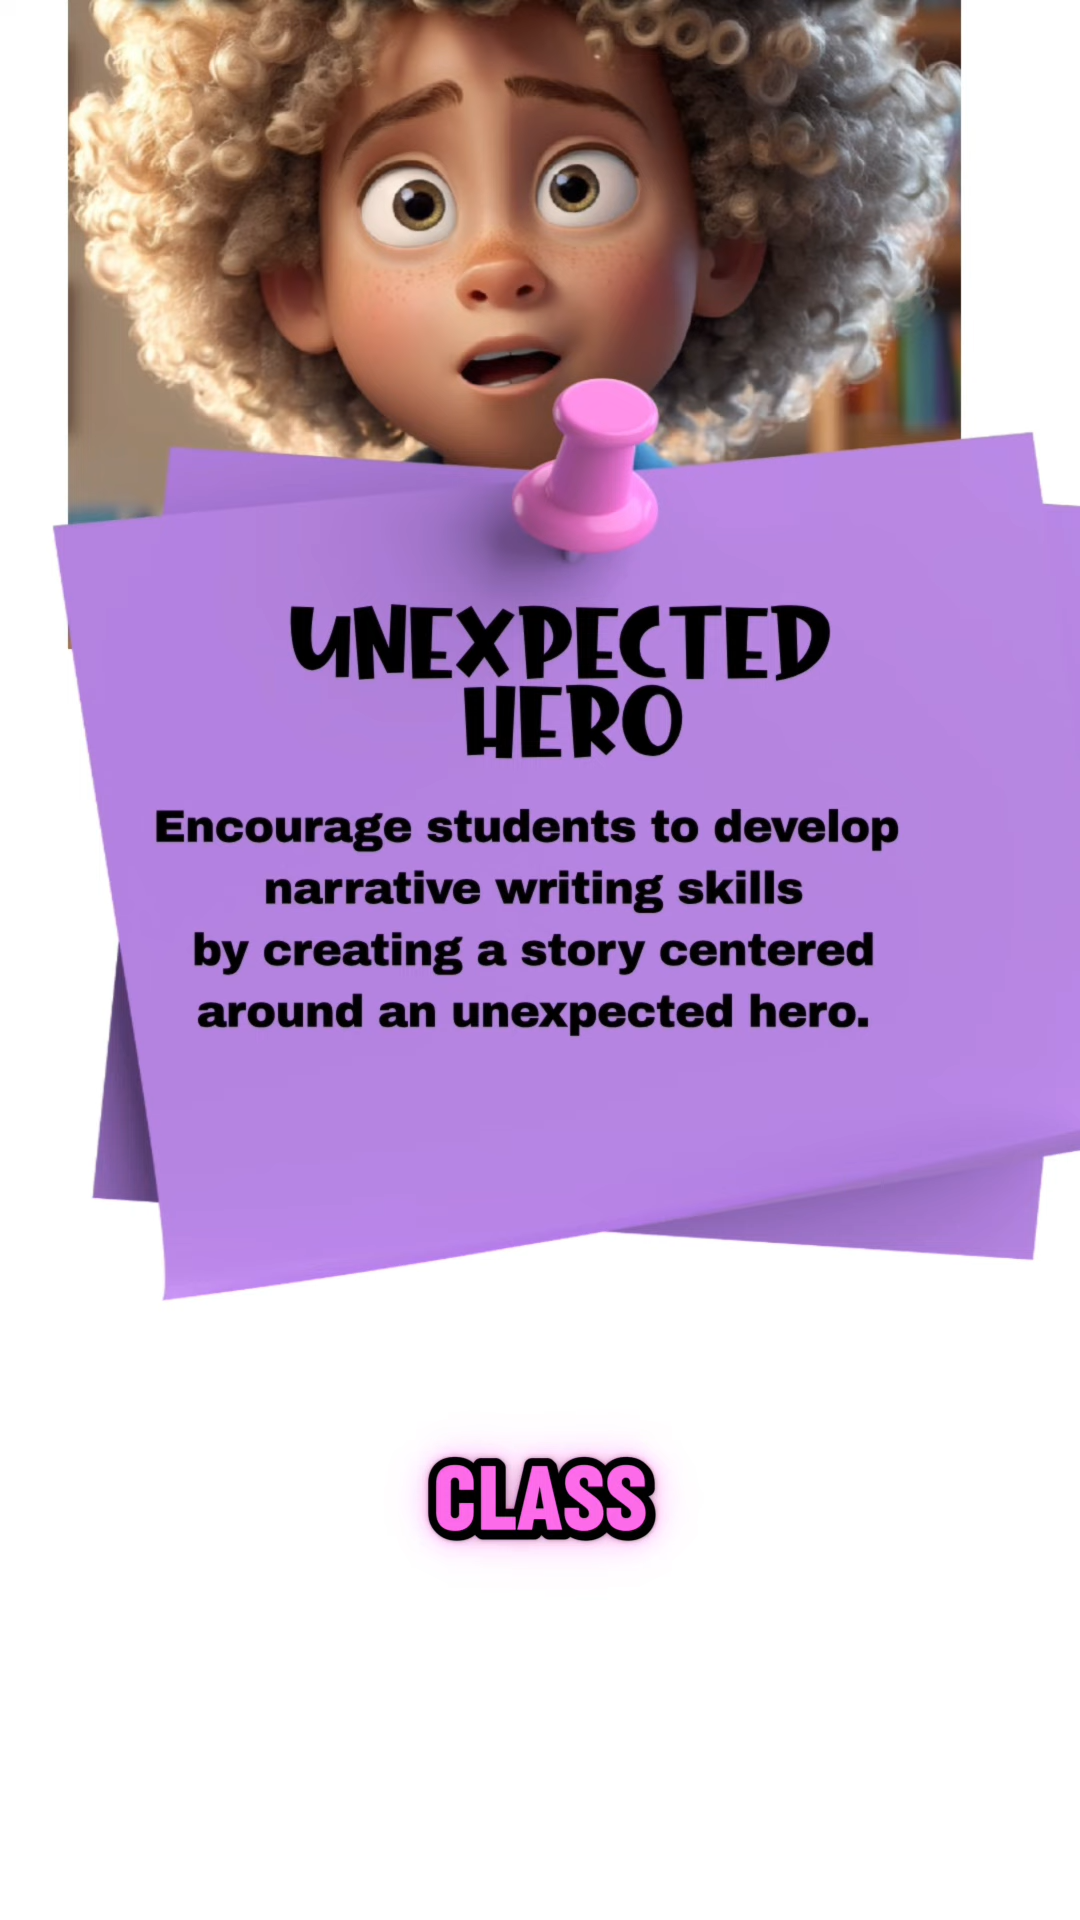 UNEXPECTED
HERO
Encourage students to develop
narrative writing skills
by creating a story centered
around an unexpected hero.
CLASS